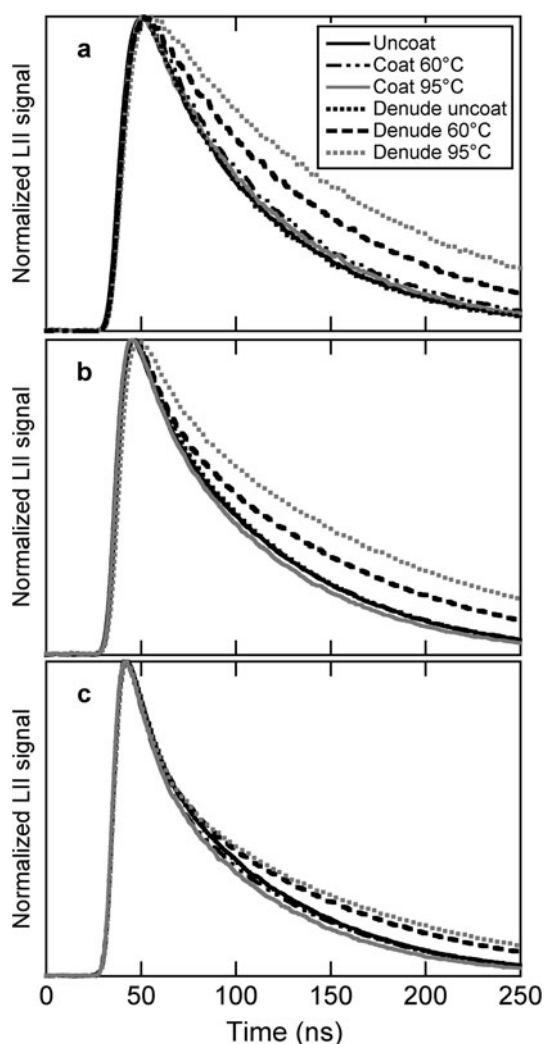 a
Uncoat
Coat 60°C
Coat 95°C
Denude uncoat
Denude 60°C
Denude 95°C
Normalized LII signal
b
Normalized LII signal
c
Normalized LII signal
0 50 100 150 200 250
Time (ns)